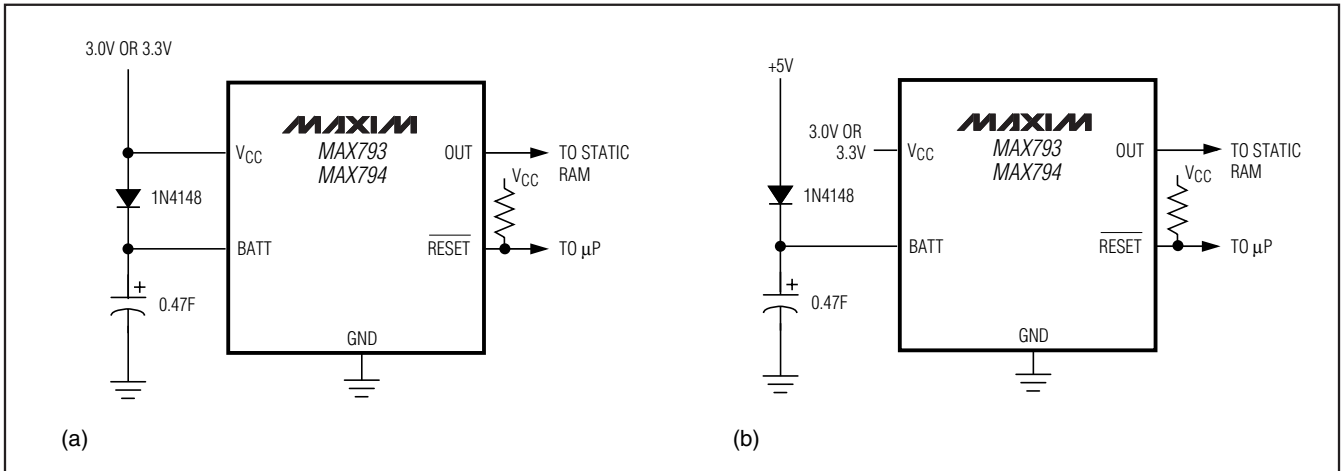 3.0V OR 3.3V
MAXIM
MAX793
MAX794
VCC
OUT
TO STATIC
RAM
VCC
1N4148
BATT
RESET
TO μP
+
0.47F
GND
(a)
+5V
3.0V OR
3.3V
MAXIM
MAX793
MAX794
VCC
OUT
TO STATIC
RAM
VCC
1N4148
BATT
RESET
TO μP
+
0.47F
GND
(b)